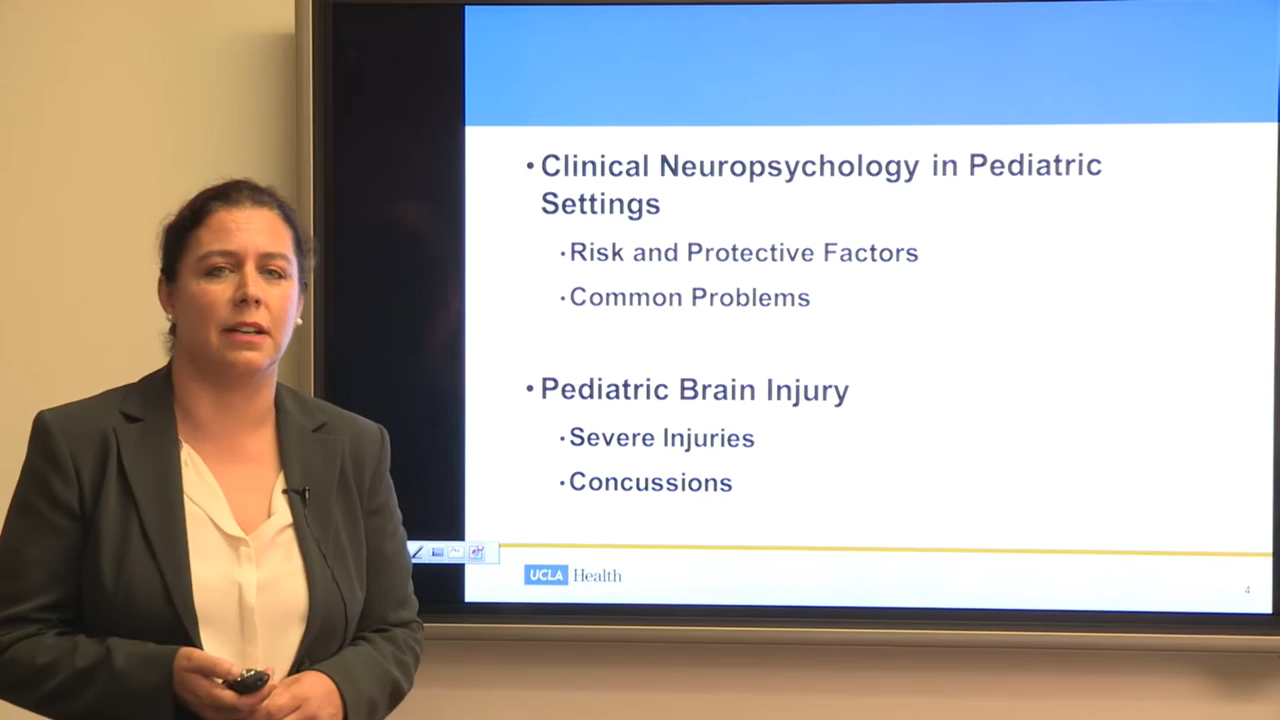 • Clinical Neuropsychology in Pediatric
Settings
• Risk and Protective Factors
• Common Problems
• Pediatric Brain Injury
• Severe Injuries
• Concussions
UCLA Health
4